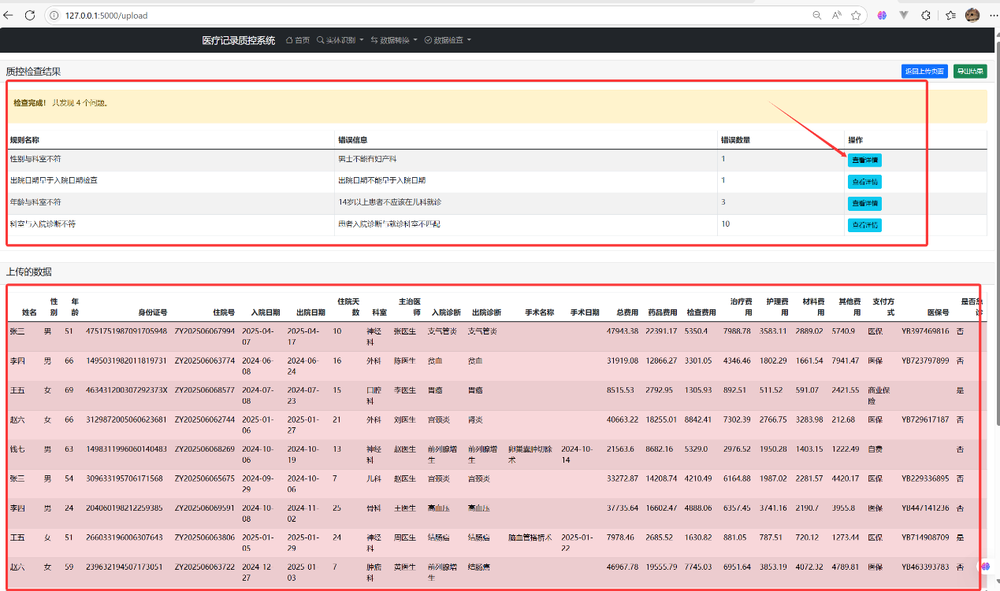 127.0.0.1:5000/upload
医疗记录质控系统 首页 实体识别 数据转换 数据检查
质控检查结果 返回上传页面 导出结果
检查完成！ 共发现 4 个问题。
规则名称 错误信息 错误数量 操作
性别与科室不符 男士不能有妇产科 1 查看详情
出院日期早于入院日期检查 出院日期不能早于入院日期 1 查看详情
年龄与科室不符 14岁以上患者不应该在儿科就诊 3 查看详情
科室与入院诊断不符 患者入院诊断与就诊科室不匹配 10 查看详情
上传的数据
姓名 性别 年龄 身份证号 住院号 入院日期 出院日期 住院天数 科室 主治医师 入院诊断 出院诊断 手术名称 手术日期 总费用 药品费用 检查费用 治疗费用 护理费用 材料费用 其他费用 支付方式 医保号 是否急诊
张三 男 51 4751751987091705948 ZY202506067994 2025-04-07 2025-04-17 10 神经科 张医生 支气管炎 支气管炎 47943.38 22391.17 5350.4 7988.78 3583.11 2889.02 5740.9 医保 YB397469816 否
李四 男 66 1495031982011819731 ZY202506063774 2024-06-08 2024-06-24 16 外科 陈医生 贫血 贫血 31919.08 12866.27 3301.05 4346.46 1802.29 1661.54 7941.47 医保 YB723797899 否
王五 女 69 463431200307292373X ZY202506068577 2024-07-08 2024-07-23 15 口腔科 李医生 胃癌 胃癌 8515.53 2792.95 1305.93 892.51 511.52 591.07 2421.55 商业保险 是
赵六 女 66 3129872005060623681 ZY202506062744 2025-01-06 2025-01-27 21 外科 刘医生 宫颈炎 肾炎 40663.22 18255.01 8842.41 7302.39 2766.75 3283.98 212.68 医保 YB729617187 否
钱七 男 63 1498311996060140483 ZY202506068269 2024-10-06 2024-10-19 13 神经科 赵医生 前列腺增生 前列腺增生 卵巢囊肿切除术 2024-10-14 21563.6 8682.16 5329.0 2976.52 1950.28 1403.15 1222.49 自费 否
张三 男 54 309633195706171568 ZY202506065675 2024-09-29 2024-10-06 7 儿科 赵医生 宫颈炎 宫颈炎 33272.87 14208.74 4210.49 6164.88 1987.02 2281.57 4420.17 医保 YB229336895 否
李四 男 24 204060198212259385 ZY202506069591 2024-10-08 2024-11-02 25 骨科 王医生 高血压 高血压 37735.64 16602.47 4888.06 6357.45 3741.16 2190.7 3955.8 医保 YB447141236 否
王五 女 51 266033196006307643 ZY202506063806 2025-01-05 2025-01-29 24 神经科 周医生 结肠癌 结肠癌 脑血管搭桥术 2025-01-22 7978.46 2685.52 1630.82 881.05 787.51 720.12 1273.44 医保 YB714908709 是
赵六 女 59 239632194507173051 ZY202506063722 2024-12-27 2025-01-03 7 肿瘤科 黄医生 前列腺增生 结肠癌 46967.78 19555.79 7745.03 6951.64 3853.19 4072.32 4789.81 医保 YB463393783 否